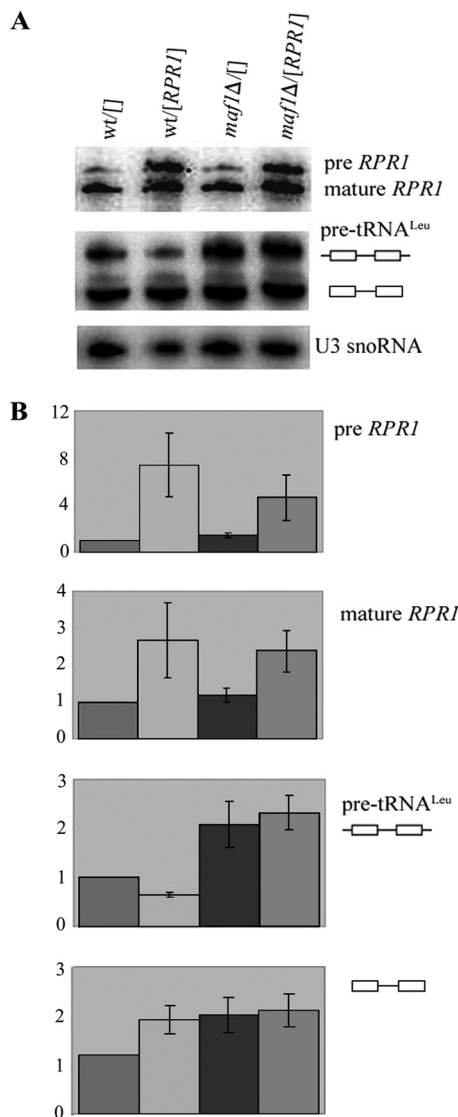 A
wt/[]
wt/[RPR1]
maf1Δ/[]
maf1Δ/[RPR1]
pre RPR1
mature RPR1
pre-tRNALeu
U3 snoRNA
B
12
8
4
0
pre RPR1
4
3
2
1
0
mature RPR1
3
2
1
0
pre-tRNALeu
3
2
1
0